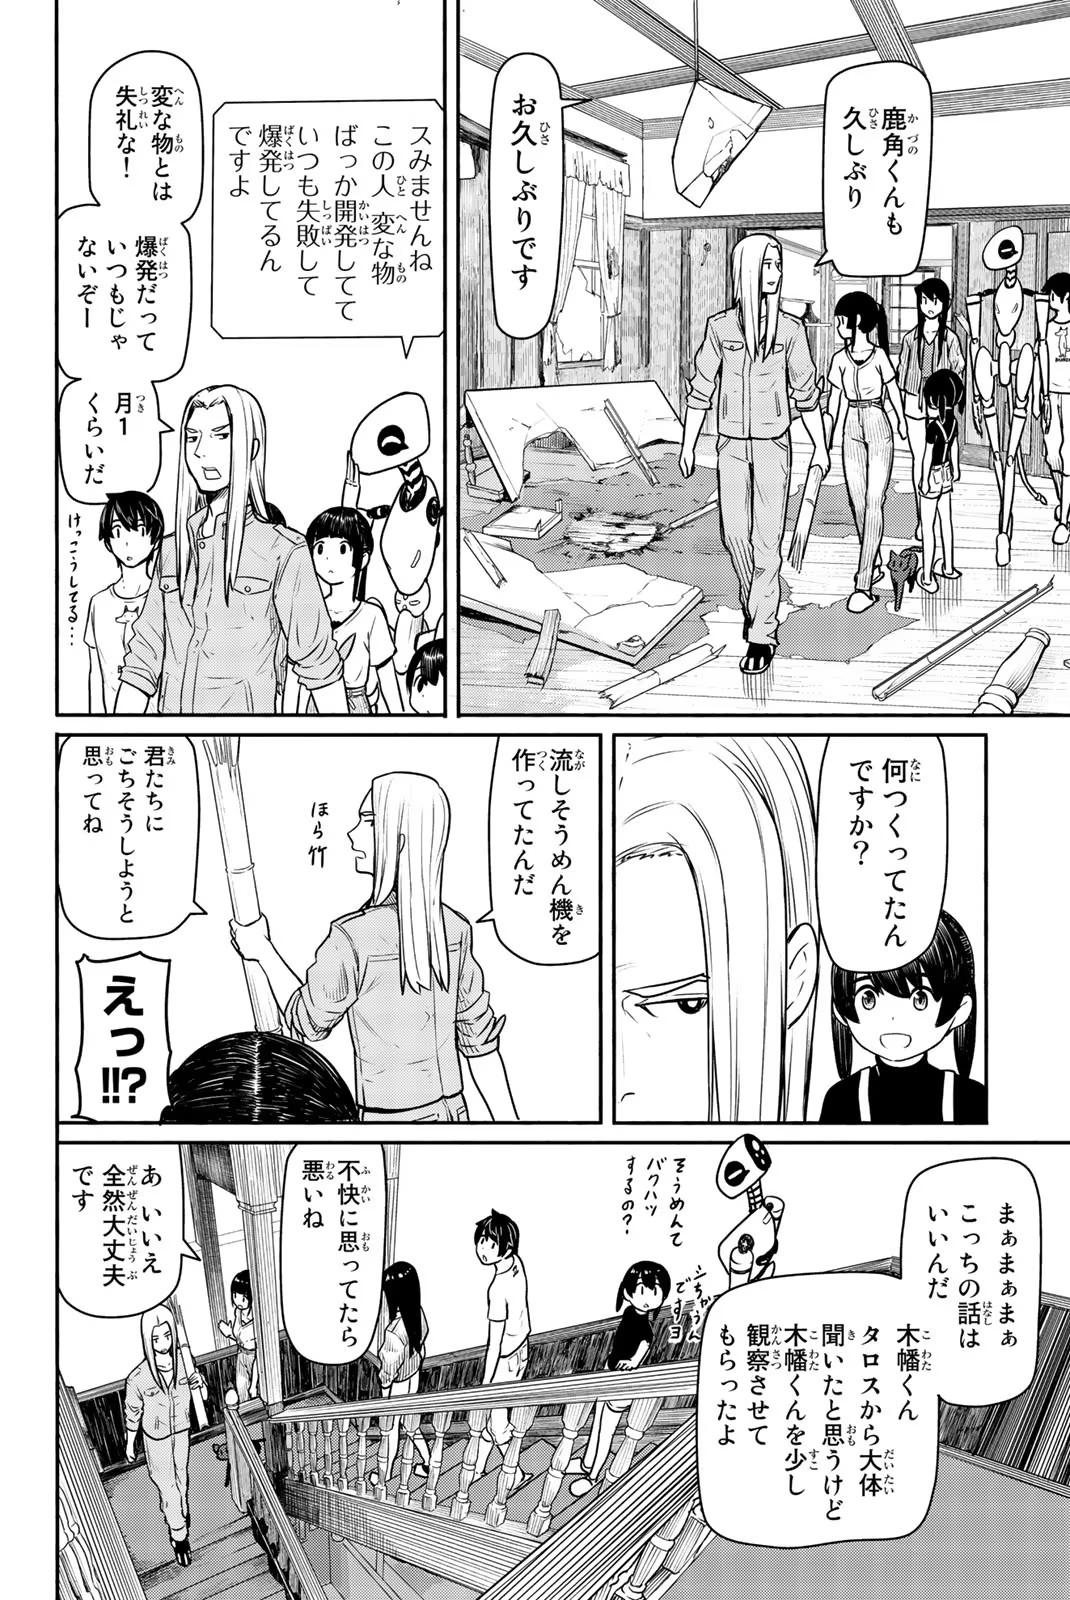 鹿角くんも
久しぶり
お久しぶりです
スみませんね
この人 変な物
ばっか開発してて
いつも失敗して
爆発してるん
ですよ
変な物とは
失礼な!
爆発だって
いつもじゃ
ないぞー
月1
くらいだ
けっこうしてる…
何つくってたん
ですか?
流しそうめん機を
作ってたんだ
ほら竹
君たちに
ごちそうしようと
思ってね
えっ!!?
まぁまぁまぁ
こっちの話は
いいんだ
木幡くん
タロスから大体
聞いたと思うけど
木幡くんを少し
観察させて
もらったよ
そうめんて
バクハツ
するの?
ちがうん
ですヨ
不快に思ってたら
悪いね
あ いいえ
全然大丈夫
です